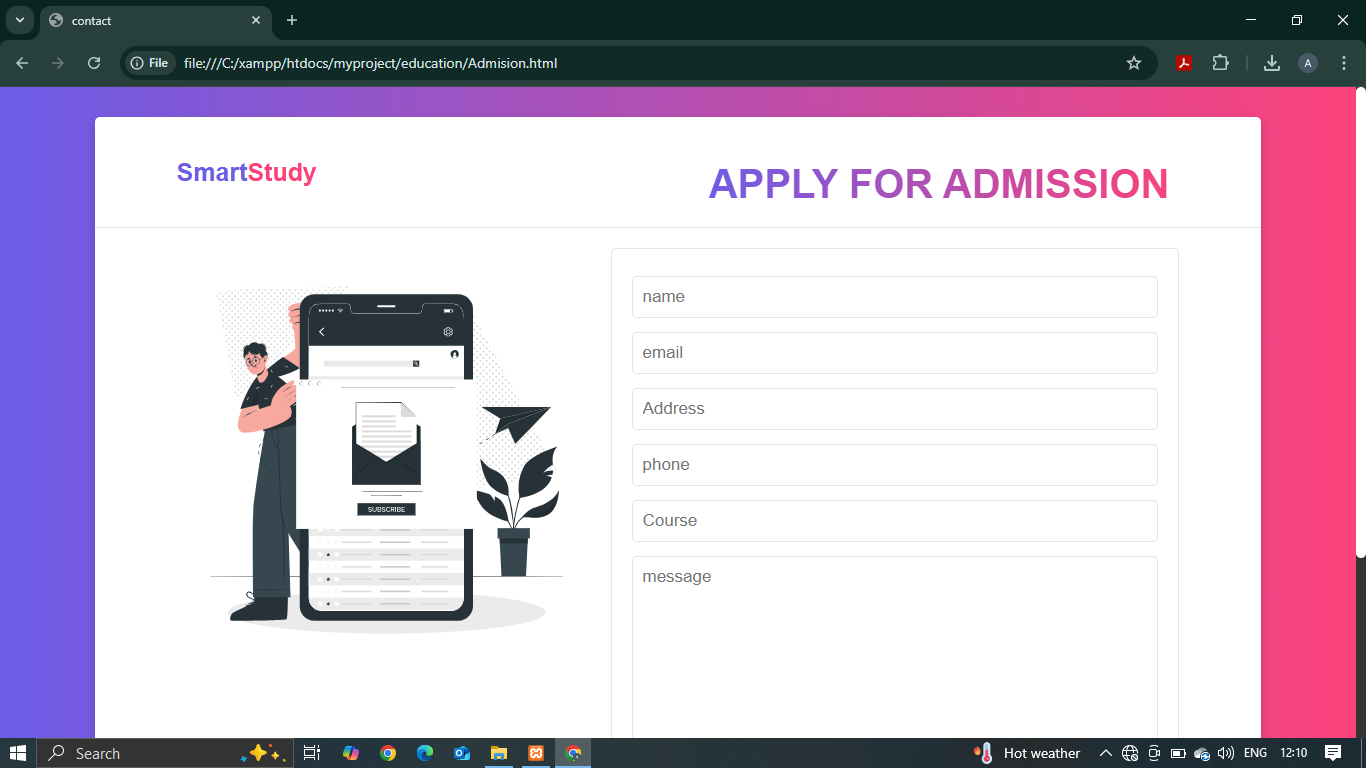 contact
File file:///C:/xampp/htdocs/myproject/education/Admision.html
A
SmartStudy
APPLY FOR ADMISSION
name
email
Address
phone
Course
message
SUBSCRIBE
Search
Hot weather
ENG
12:10